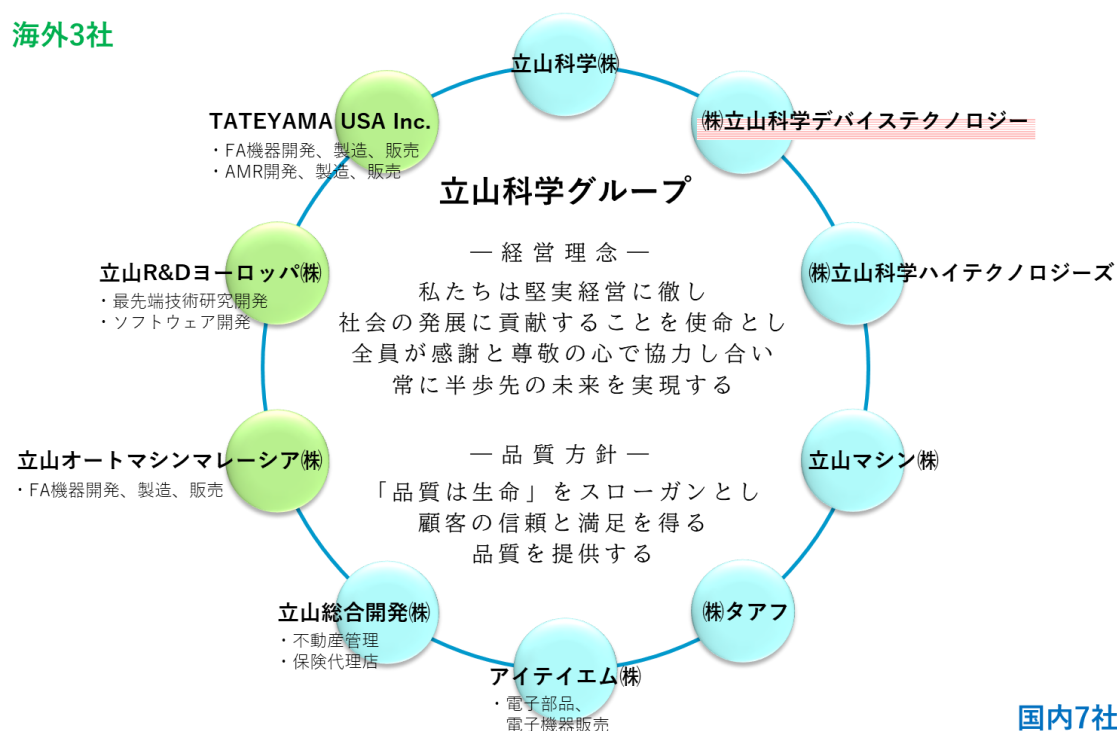 海外3社
立山科学㈱
TATEYAMA USA Inc.
・FA機器開発、製造、販売
・AMR開発、製造、販売
㈱立山科学デバイステクノロジー
立山科学グループ
―経営理念―
私たちは堅実経営に徹し
社会の発展に貢献することを使命とし
全員が感謝と尊敬の心で協力し合い
常に半歩先の未来を実現する
立山R&Dヨーロッパ㈱
・最先端技術研究開発
・ソフトウェア開発
㈱立山科学ハイテクノロジーズ
―品質方針―
「品質は生命」をスローガンとし
顧客の信頼と満足を得る
品質を提供する
立山オートマシンマレーシア㈱
・FA機器開発、製造、販売
立山マシン㈱
立山総合開発㈱
・不動産管理
・保険代理店
㈱タアフ
アイテイエム㈱
・電子部品、
電子機器販売
国内7社